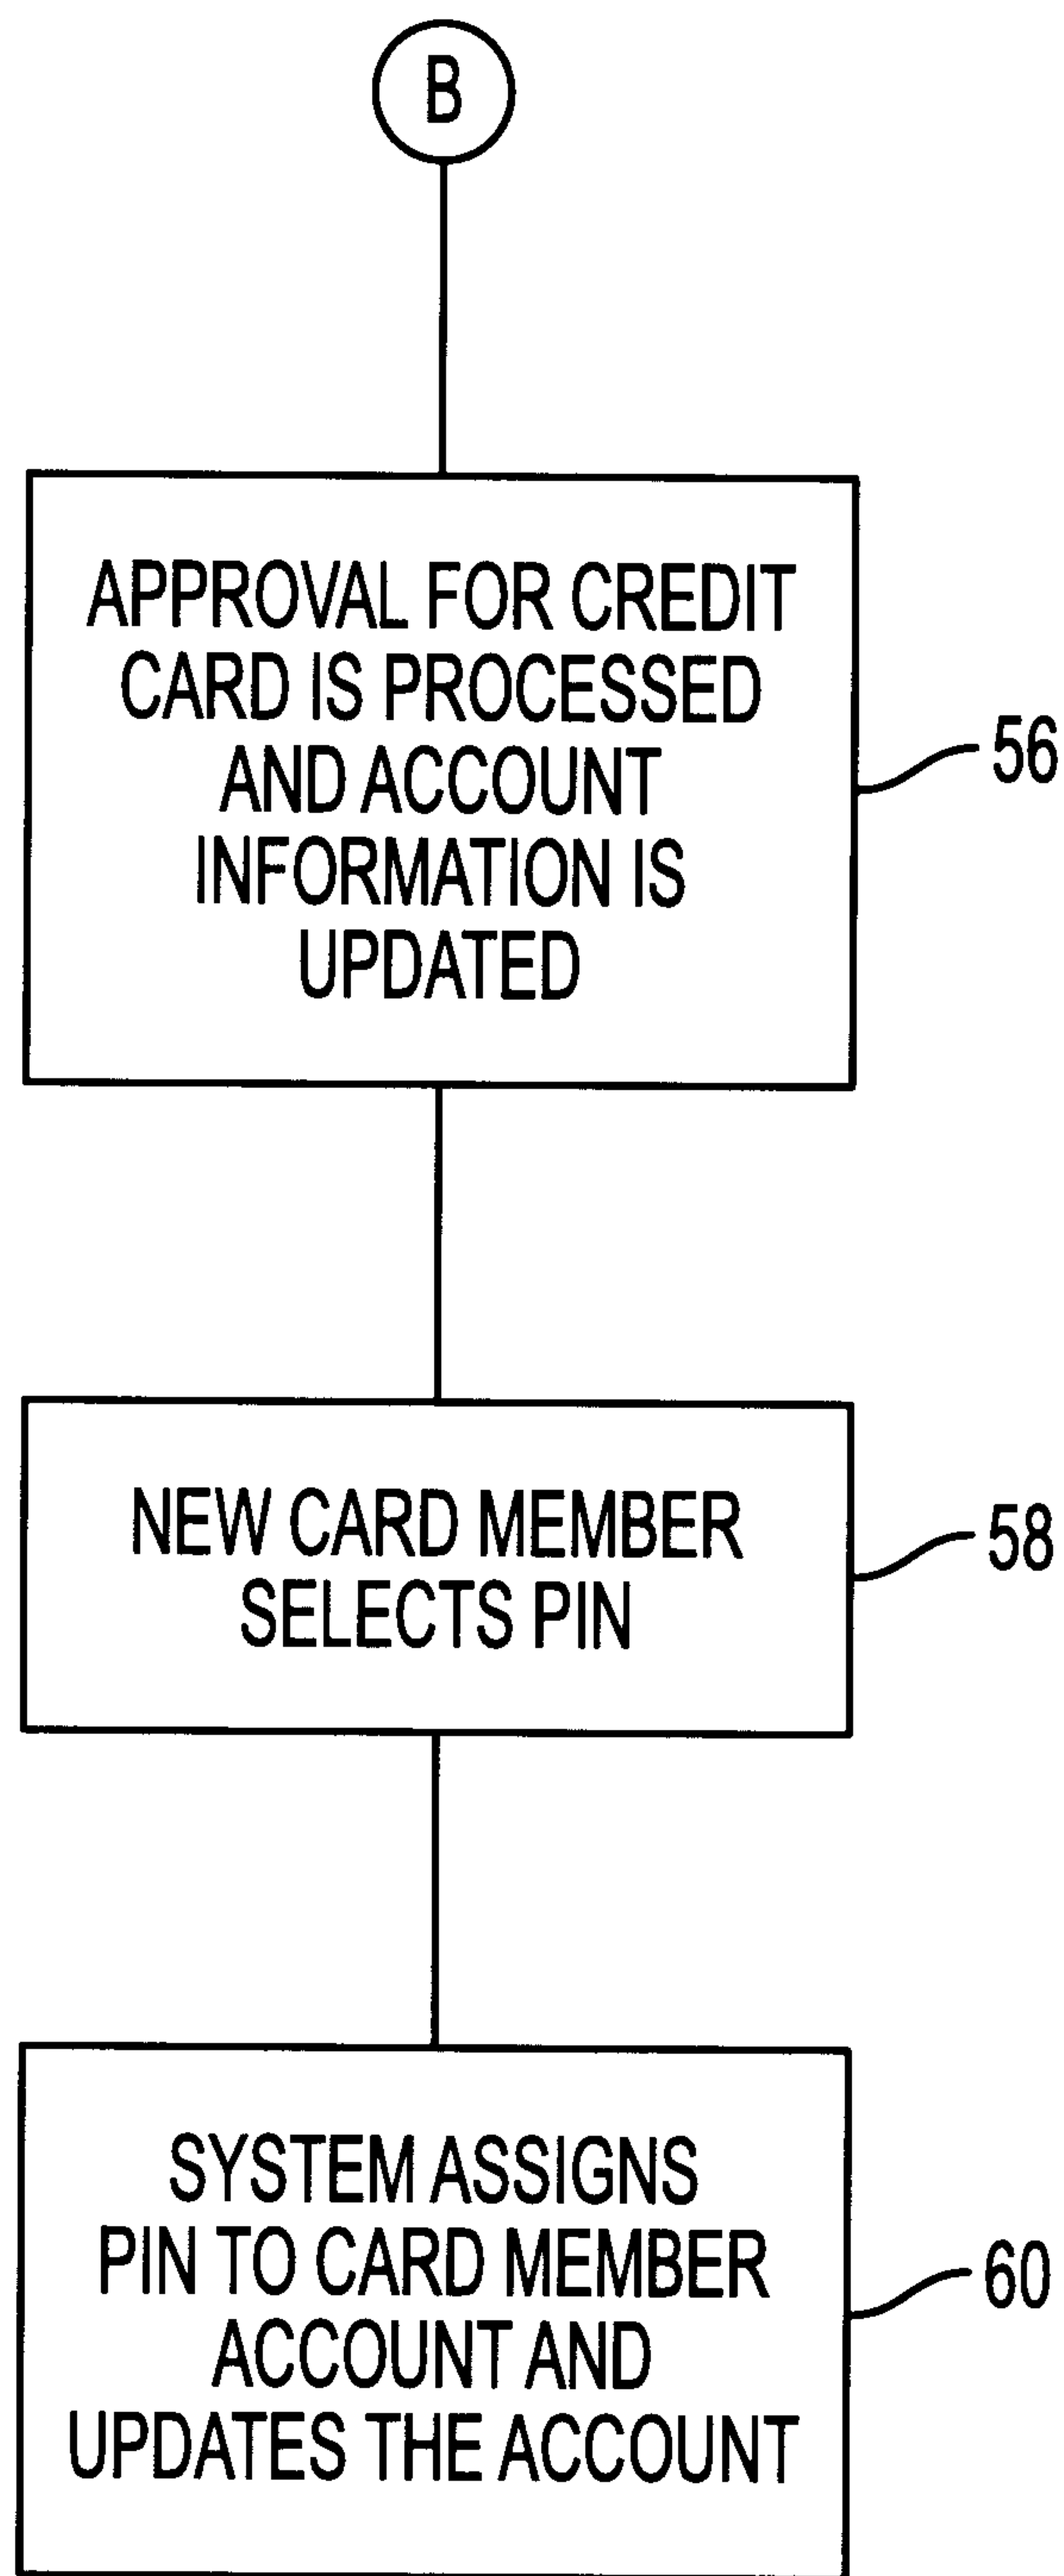 B
APPROVAL FOR CREDIT
CARD IS PROCESSED
AND ACCOUNT
INFORMATION IS
UPDATED
56
NEW CARD MEMBER
SELECTS PIN
58
SYSTEM ASSIGNS
PIN TO CARD MEMBER
ACCOUNT AND
UPDATES THE ACCOUNT
60